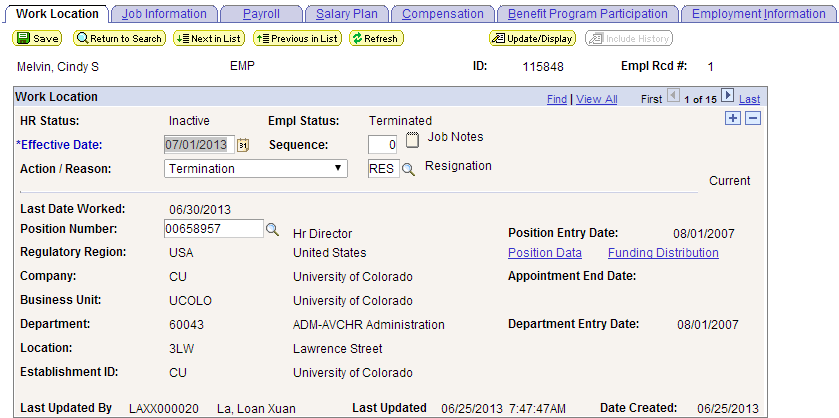 Work Location Job Information Payroll Salary Plan Compensation Benefit Program Participation Employment Information
Save Return to Search Next in List Previous in List Refresh Update/Display Include History
Melvin, Cindy S EMP ID: 115848 Empl Rcd #: 1
Work Location Find | View All First 1 of 15 Last
HR Status: Inactive Empl Status: Terminated
*Effective Date: 07/01/2013 31 Sequence: 0 Job Notes
Action / Reason: Termination RES Resignation
Current
Last Date Worked: 06/30/2013
Position Number: 00658957 Hr Director Position Entry Date: 08/01/2007
Regulatory Region: USA United States Position Data Funding Distribution
Company: CU University of Colorado Appointment End Date:
Business Unit: UCOLO University of Colorado
Department: 60043 ADM-AVCHR Administration Department Entry Date: 08/01/2007
Location: 3LW Lawrence Street
Establishment ID: CU University of Colorado
Last Updated By LAXX000020 La, Loan Xuan Last Updated 06/25/2013 7:47:47AM Date Created: 06/25/2013